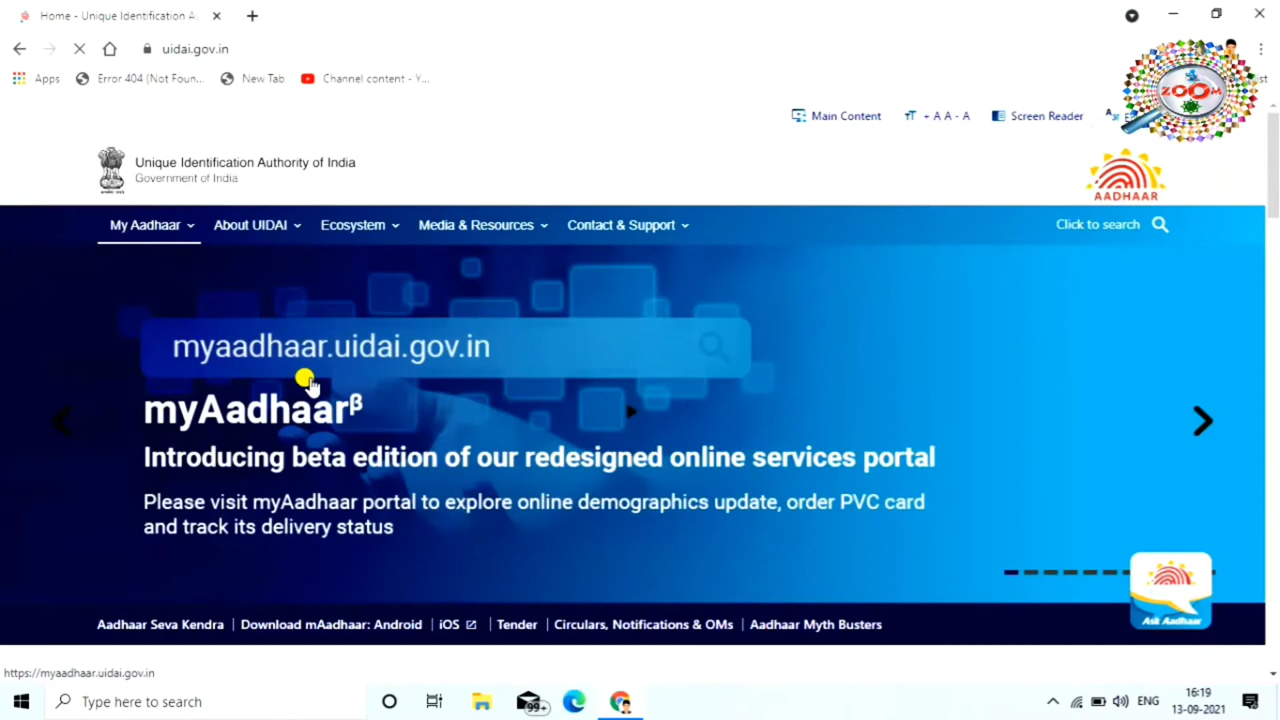 Home - Unique Identification A
uidai.gov.in
Apps
Error 404 (Not Foun...
New Tab
Channel content - Y...
ZOOM
Main Content
+ A A - A
Screen Reader
Unique Identification Authority of India
Government of India
AADHAAR
My Aadhaar
About UIDAI
Ecosystem
Media & Resources
Contact & Support
Click to search
myaadhaar.uidai.gov.in
myAadhaarβ
Introducing beta edition of our redesigned online services portal
Please visit myAadhaar portal to explore online demographics update, order PVC card
and track its delivery status
Ask Aadhaar
Aadhaar Seva Kendra | Download mAadhaar: Android | iOS | Tender | Circulars, Notifications & OMs | Aadhaar Myth Busters
https://myaadhaar.uidai.gov.in
Type here to search
99+
ENG
16:19
13-09-2021